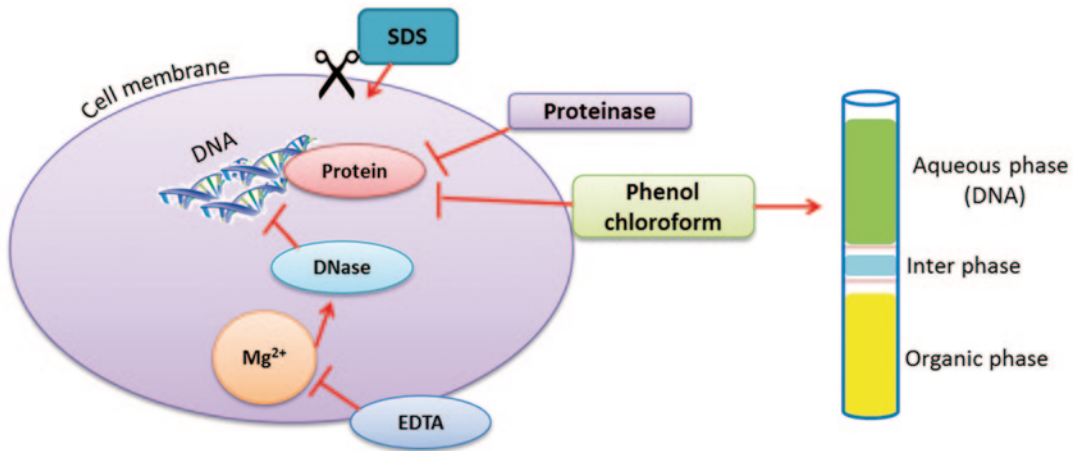 SDS
Cell membrane
Proteinase
DNA
Protein
Phenol
chloroform
Aqueous phase
(DNA)
DNase
Inter phase
Mg²⁺
Organic phase
EDTA